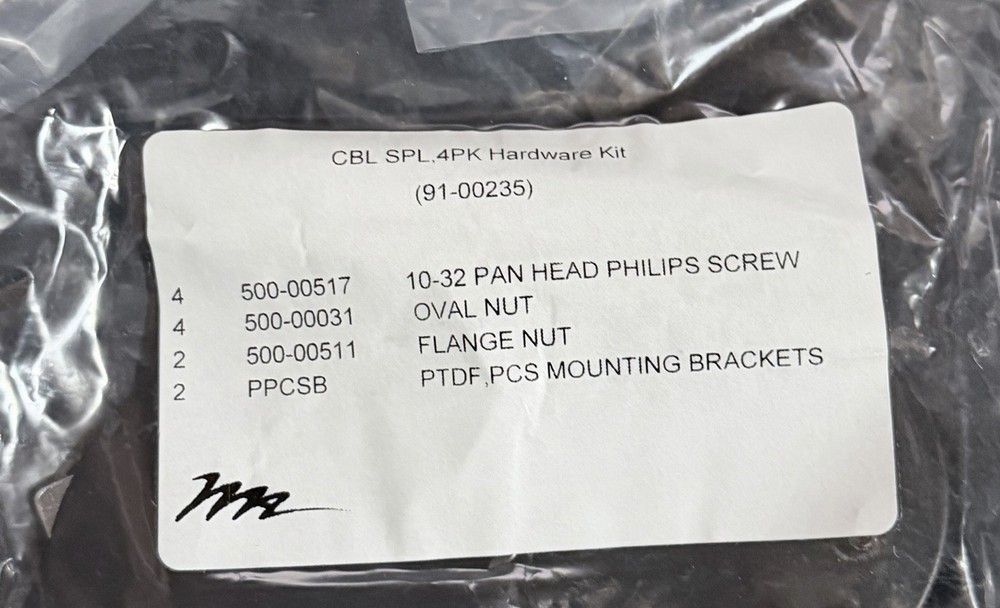 CBL SPL,4PK Hardware Kit
(91-00235)
4 500-00517 10-32 PAN HEAD PHILIPS SCREW
4 500-00031 OVAL NUT
2 500-00511 FLANGE NUT
2 PPCSB PTDF,PCS MOUNTING BRACKETS